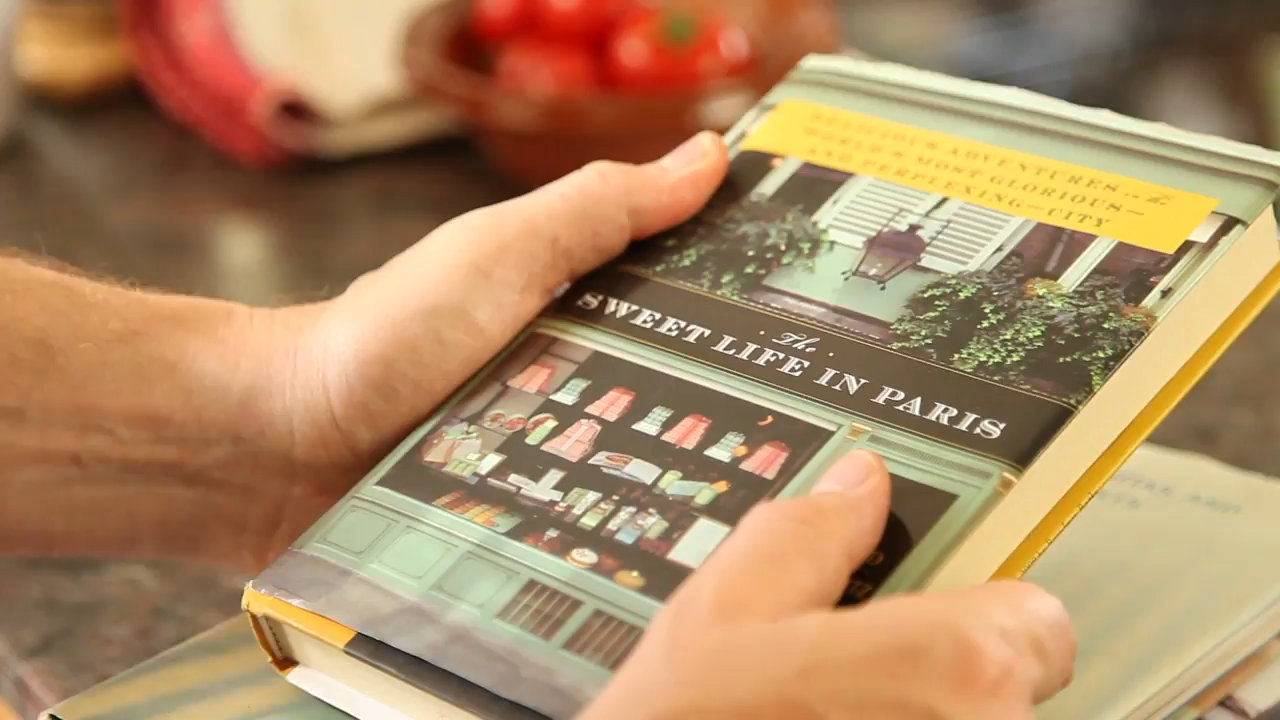 DELICIOUS ADVENTURES in the
WORLD'S MOST GLORIOUS—
AND PERPLEXING—CITY
The
SWEET LIFE IN PARIS